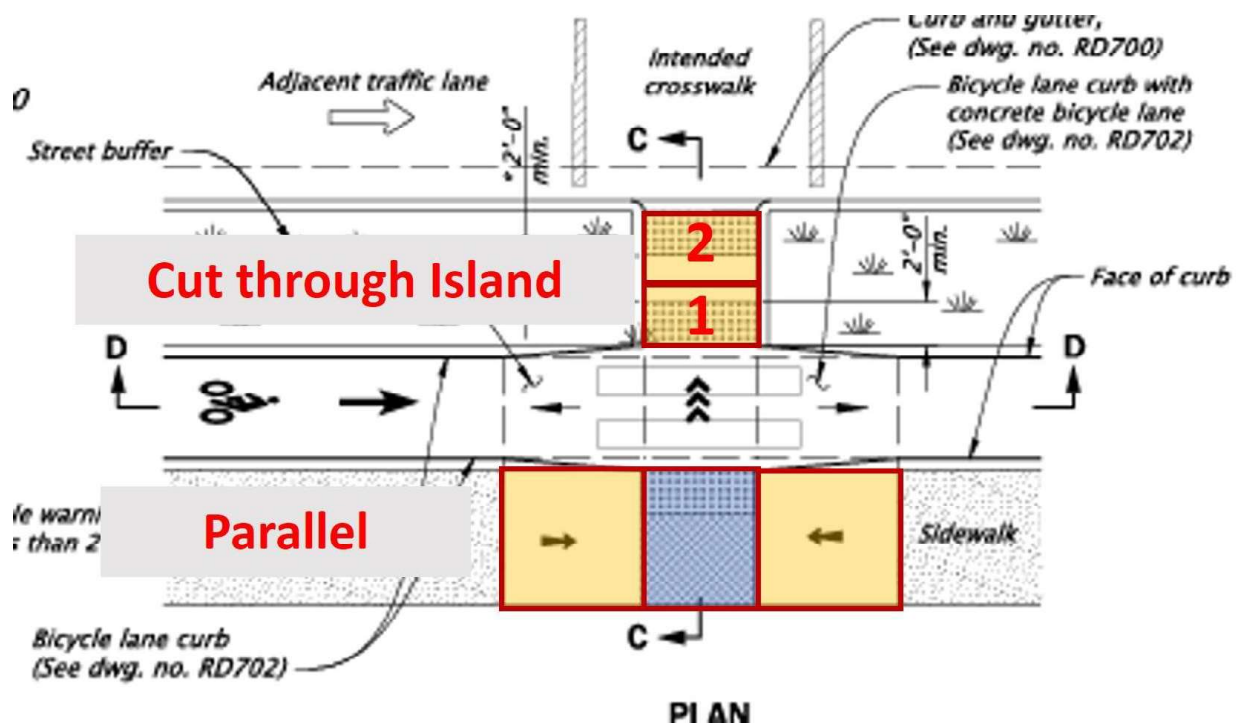 Curb and gutter,
(See dwg. no. RD700)
Intended
crosswalk
Adjacent traffic lane
Bicycle lane curb with
concrete bicycle lane
(See dwg. no. RD702)
C
Street buffer
*2'-0"
min.
2
2'-0"
min.
Cut through Island
1
Face of curb
D
D
Parallel
Sidewalk
than 2
C
Bicycle lane curb
(See dwg. no. RD702)
PLAN